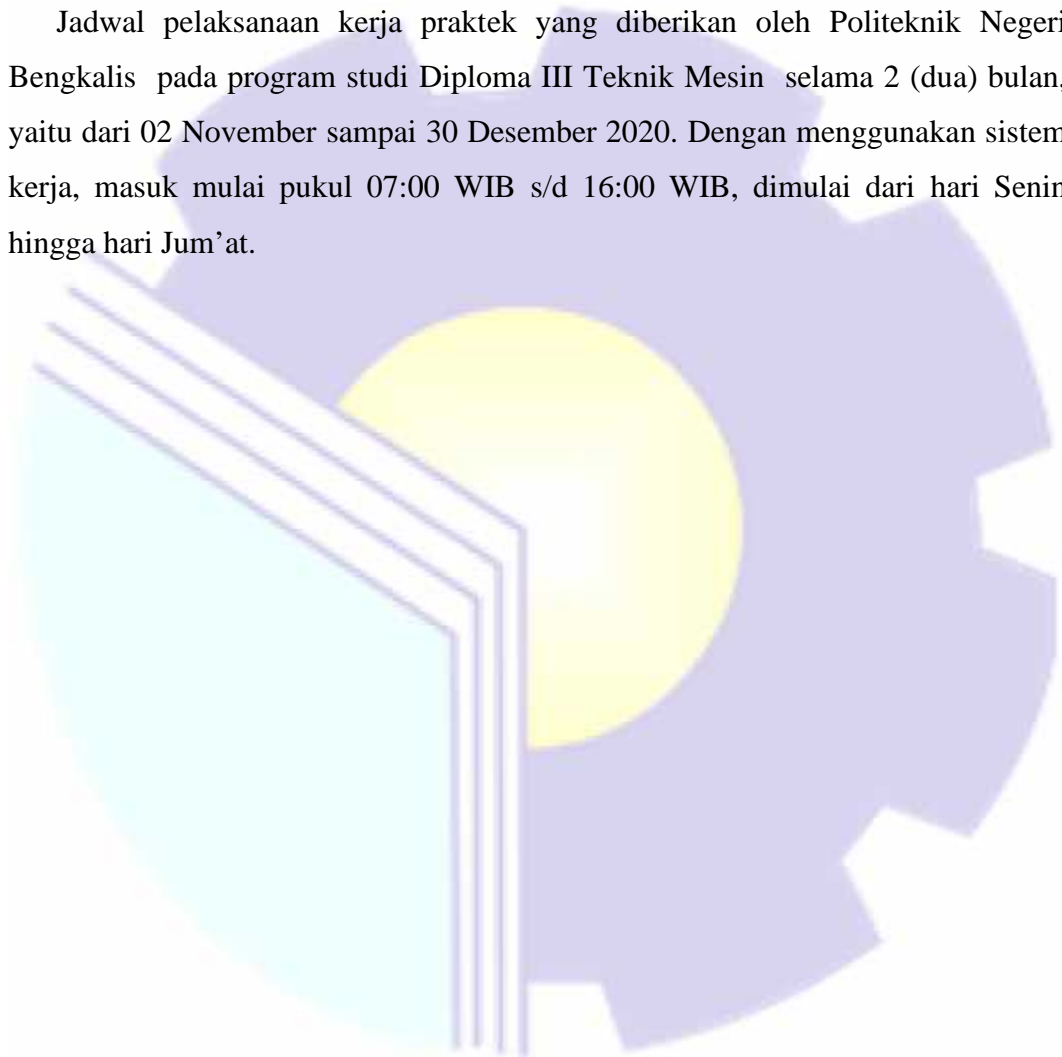 Jadwal pelaksanaan kerja praktek yang diberikan oleh Politeknik Negeri
Bengkalis pada program studi Diploma III Teknik Mesin selama 2 (dua) bulan,
yaitu dari 02 November sampai 30 Desember 2020. Dengan menggunakan sistem
kerja, masuk mulai pukul 07:00 WIB s/d 16:00 WIB, dimulai dari hari Senin
hingga hari Jum’at.